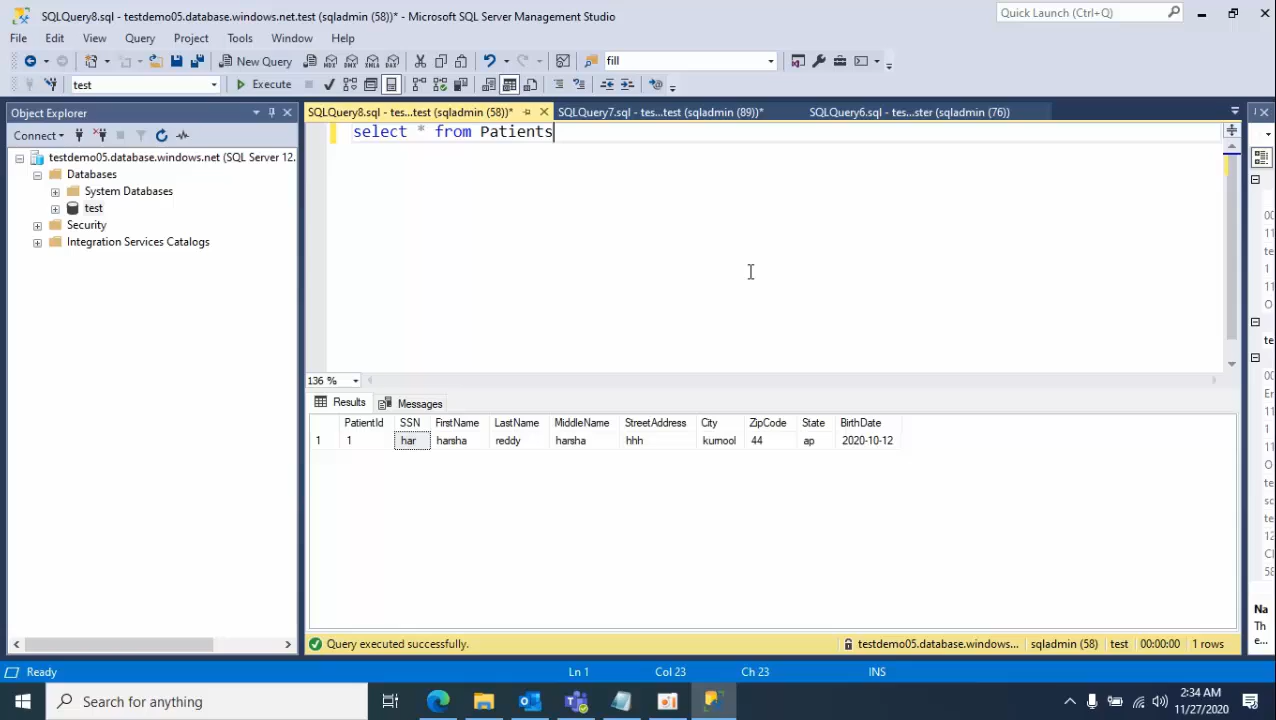 SQLQuery8.sql - testdemo05.database.windows.net.test (sqladmin (58))* - Microsoft SQL Server Management Studio
Quick Launch (Ctrl+Q)
File Edit View Query Project Tools Window Help
New Query
fill
test
Execute
Object Explorer
SQLQuery8.sql - tes...test (sqladmin (58))*
SQLQuery7.sql - tes...test (sqladmin (89))*
SQLQuery6.sql - tes...ster (sqladmin (76))
Connect
testdemo05.database.windows.net (SQL Server 12.
Databases
System Databases
test
Security
Integration Services Catalogs
select * from Patients
136 %
Results Messages
PatientId SSN FirstName LastName MiddleName StreetAddress City ZipCode State BirthDate
1 1 har harsha reddy harsha hhh kurnool 44 ap 2020-10-12
Query executed successfully.
testdemo05.database.windows... sqladmin (58) test 00:00:00 1 rows
Na
Th
e...
Ready Ln 1 Col 23 Ch 23 INS
Search for anything
2:34 AM
11/27/2020